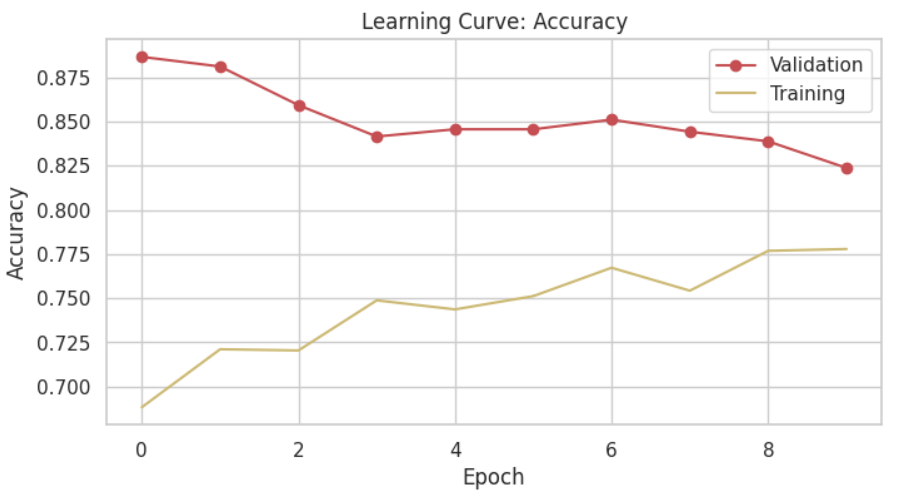 Learning Curve: Accuracy
Validation
Training
Accuracy
0.875
0.850
0.825
0.800
0.775
0.750
0.725
0.700
0 2 4 6 8
Epoch